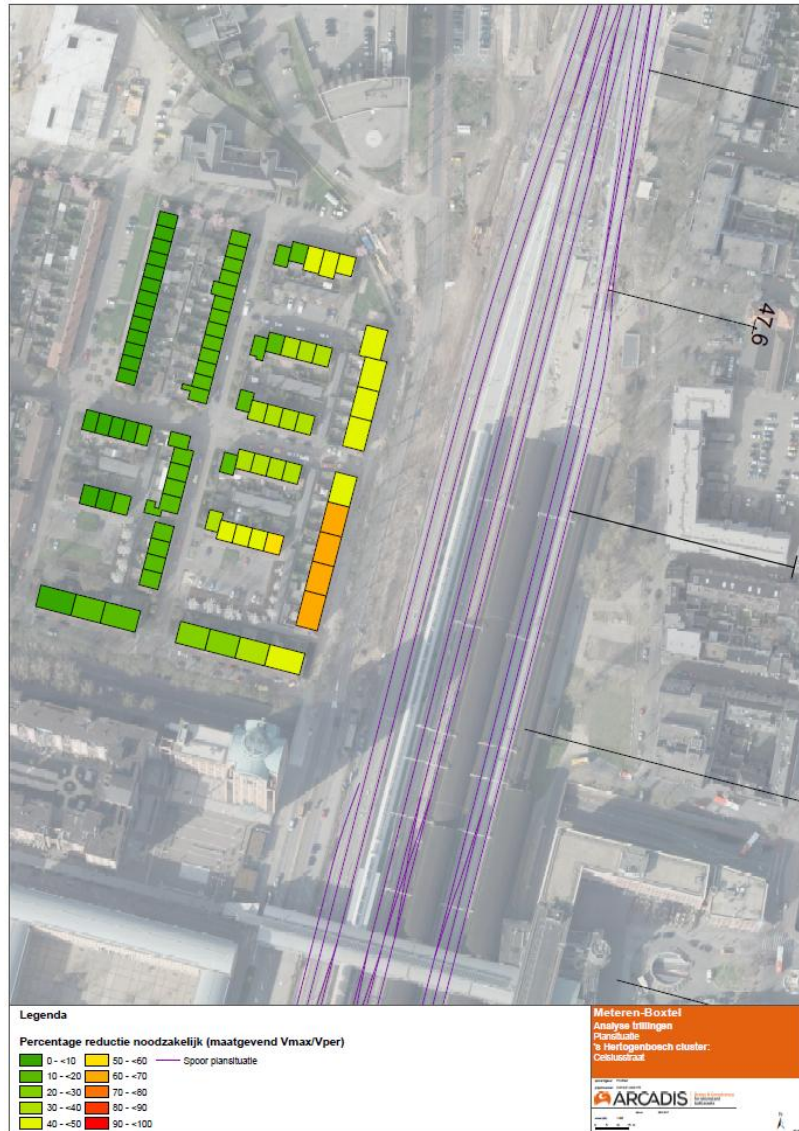 47.6
Legenda
Percentage reductie noodzakelijk (maatgevend Vmax/Vper)
0 - <10
10 - <20
20 - <30
30 - <40
40 - <50
50 - <60
60 - <70
70 - <80
80 - <90
90 - <100
Spoor plansituatie
Meteren-Boxtel
Analyse trillingen
Plansituatie
's Hertogenbosch cluster:
Celsiusstraat
ARCADIS
N